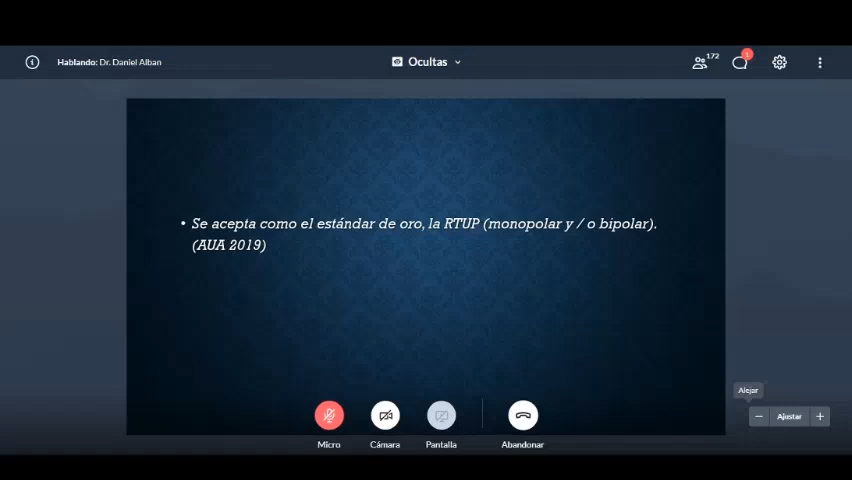 Hablando: Dr. Daniel Alban
Ocultas
172
1
• Se acepta como el estándar de oro, la RTUP (monopolar y / o bipolar).
(AUA 2019)
Alejar
Ajustar
Micro
Cámara
Pantalla
Abandonar